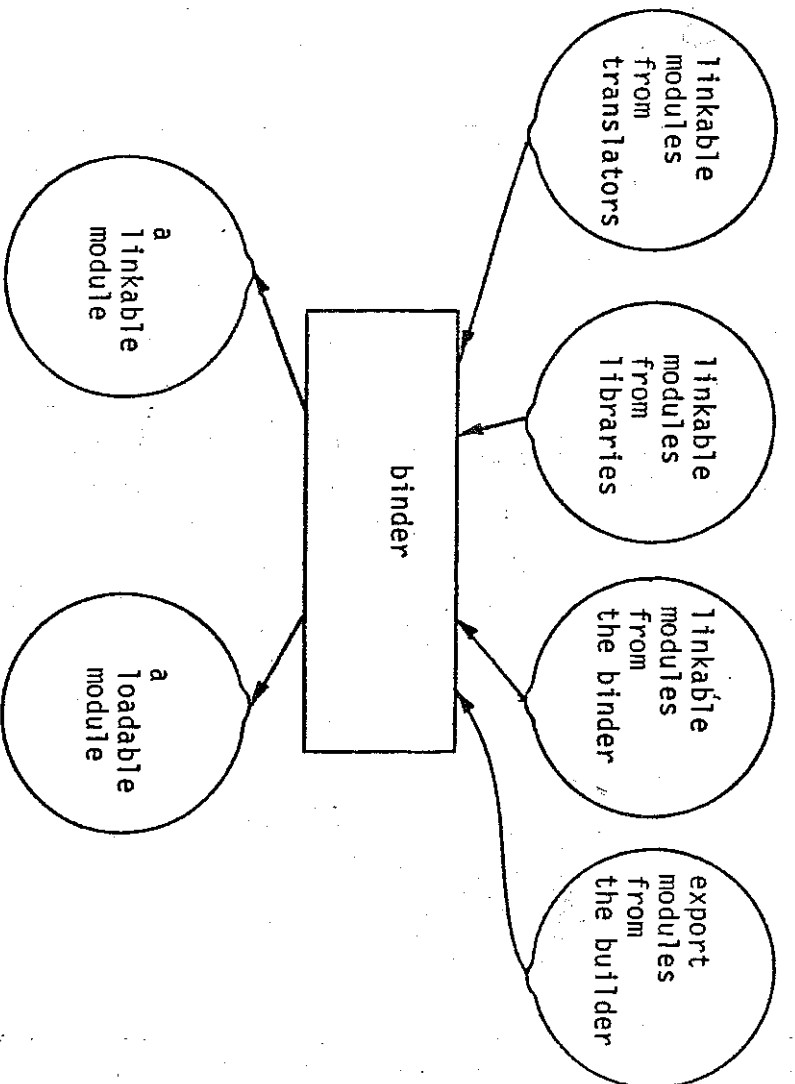 linkable
modules
from
translators
linkable
modules
from
libraries
linkable
modules
from
the binder
export
modules
from
the builder
binder
a
linkable
module
a
loadable
module